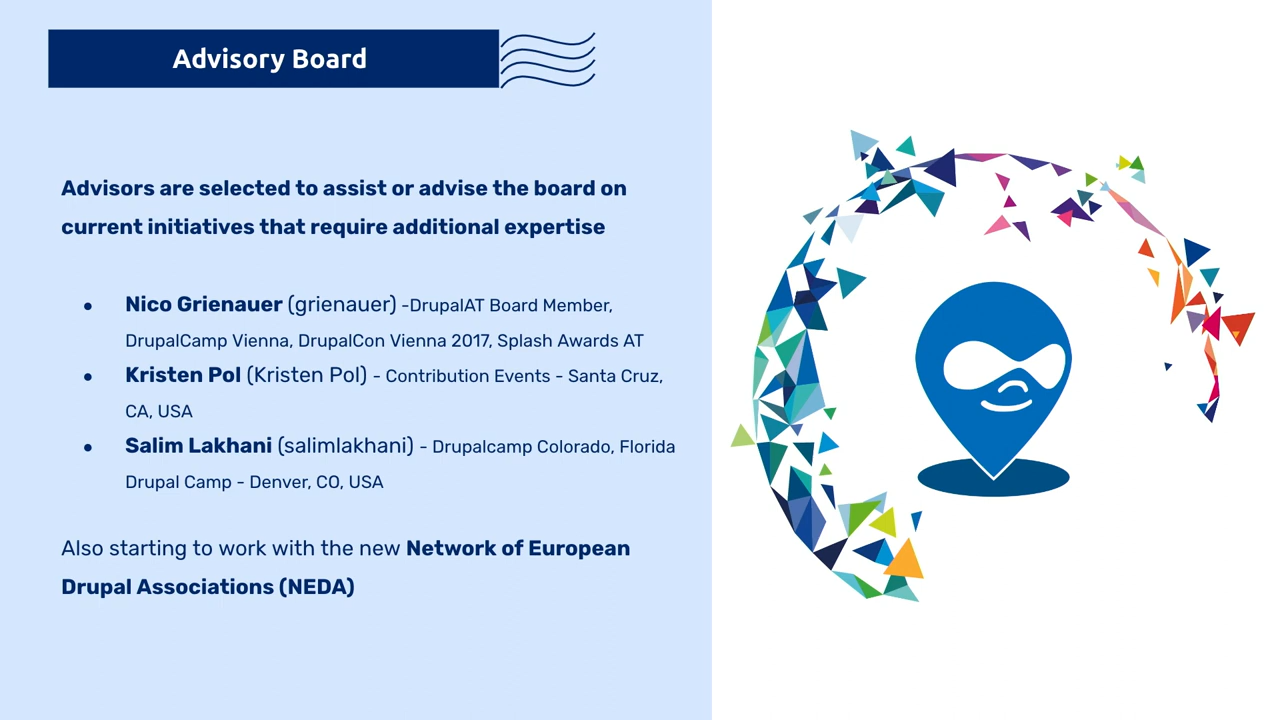 Advisory Board
Advisors are selected to assist or advise the board on
current initiatives that require additional expertise
● Nico Grienauer (grienauer) -DrupalAT Board Member,
DrupalCamp Vienna, DrupalCon Vienna 2017, Splash Awards AT
● Kristen Pol (Kristen Pol) - Contribution Events - Santa Cruz,
CA, USA
● Salim Lakhani (salimlakhani) - Drupalcamp Colorado, Florida
Drupal Camp - Denver, CO, USA
Also starting to work with the new Network of European
Drupal Associations (NEDA)